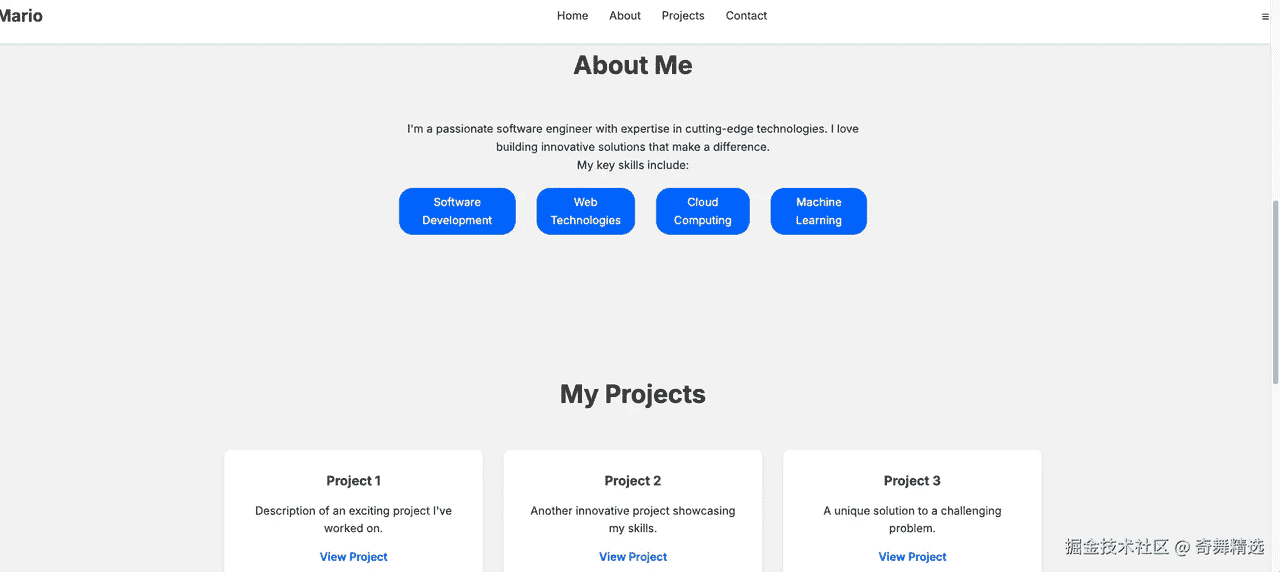 Mario
Home About Projects Contact
≡
About Me
I'm a passionate software engineer with expertise in cutting-edge technologies. I love
building innovative solutions that make a difference.
My key skills include:
Software Development
Web Technologies
Cloud Computing
Machine Learning
My Projects
Project 1
Description of an exciting project I've
worked on.
View Project
Project 2
Another innovative project showcasing
my skills.
View Project
Project 3
A unique solution to a challenging
problem.
View Project
掘金技术社区 @ 奇舞精选